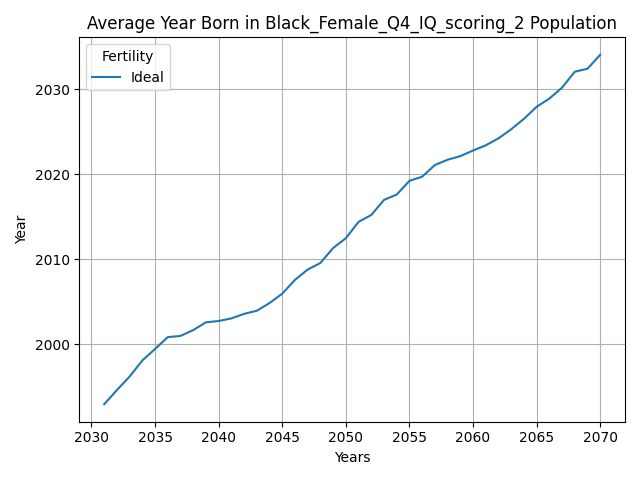 Average Year Born in Black_Female_Q4_IQ_scoring_2 Population
Fertility
Ideal
2030
2020
2010
2000
Year
2030 2035 2040 2045 2050 2055 2060 2065 2070
Years